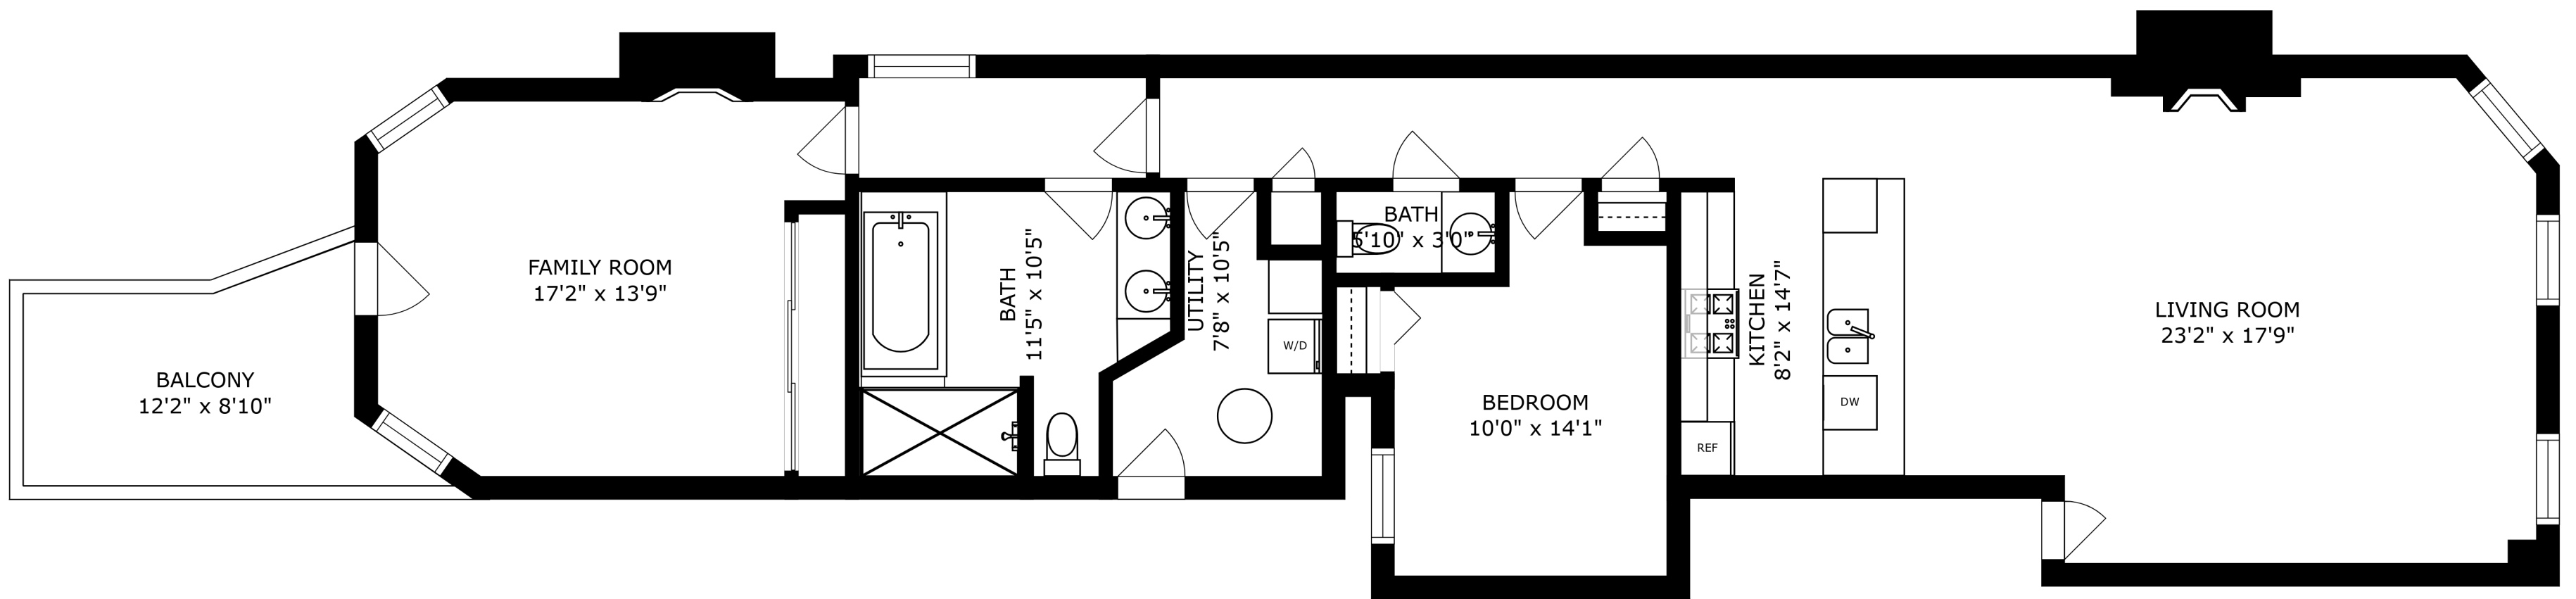 FAMILY ROOM
17'2" x 13'9"
BALCONY
12'2" x 8'10"
BATH
11'5" x 10'5"
UTILITY
7'8" x 10'5"
W/D
BATH
5'10" x 3'0"
BEDROOM
10'0" x 14'1"
KITCHEN
8'2" x 14'7"
REF
DW
LIVING ROOM
23'2" x 17'9"